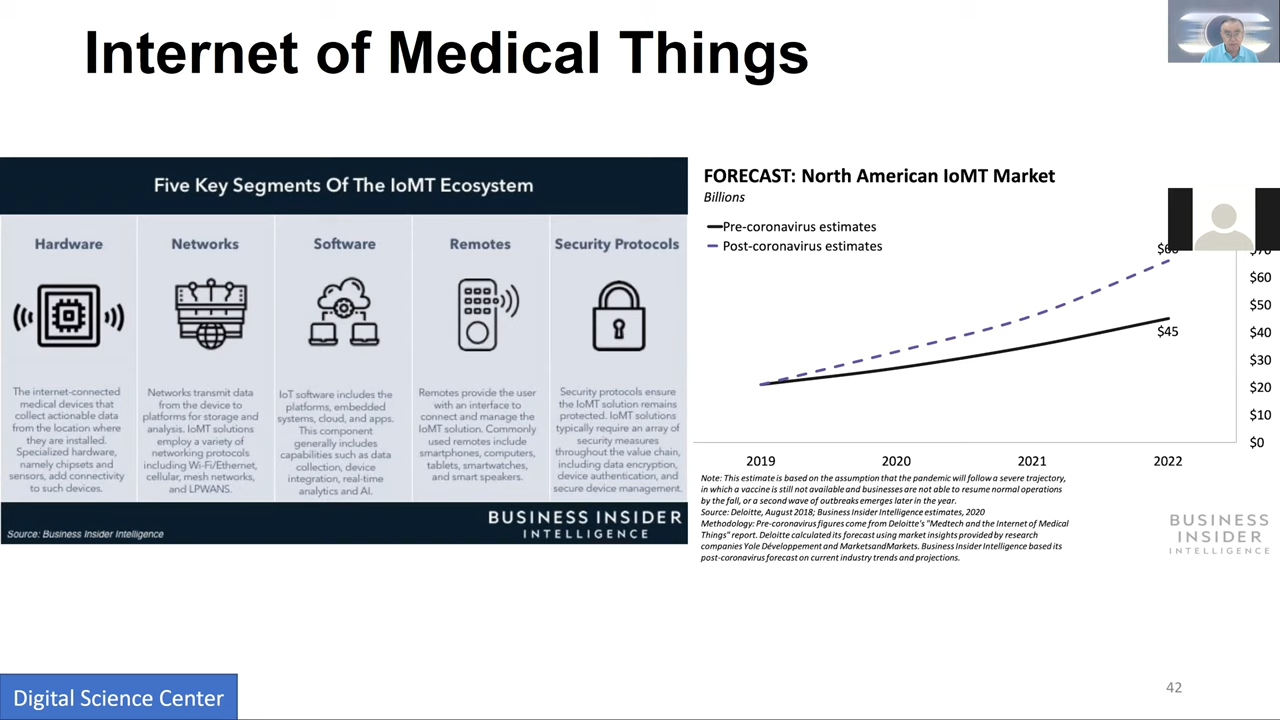 Internet of Medical Things
Five Key Segments Of The IoMT Ecosystem
Hardware
The internet-connected
medical devices that
collect actionable data
from the location where
they are installed.
Specialized hardware,
namely chipsets and
sensors, add connectivity
to such devices.
Networks
Networks transmit data
from the device to
platforms for storage and
analysis. IoMT solutions
employ a variety of
networking protocols
including Wi-Fi/Ethernet,
cellular, mesh networks,
and LPWANS.
Software
IoT software includes the
platforms, embedded
systems, cloud, and apps.
This component
generally includes
capabilities such as data
collection, device
integration, real-time
analytics and AI.
Remotes
Remotes provide the user
with an interface to
connect and manage the
IoMT solution. Commonly
used remotes include
smartphones, computers,
tablets, smartwatches,
and smart speakers.
Security Protocols
Security protocols ensure
the IoMT solution remains
protected. IoMT solutions
typically require an array of
security measures
throughout the value chain,
including data encryption,
device authentication, and
secure device management.
Source: Business Insider Intelligence
BUSINESS INSIDER
INTELLIGENCE
FORECAST: North American IoMT Market
Billions
Pre-coronavirus estimates
Post-coronavirus estimates
$60
$50
$45
$40
$30
$20
$10
$0
2019 2020 2021 2022
Note: This estimate is based on the assumption that the pandemic will follow a severe trajectory,
in which a vaccine is still not available and businesses are not able to resume normal operations
by the fall, or a second wave of outbreaks emerges later in the year.
Source: Deloitte, August 2018; Business Insider Intelligence estimates, 2020
Methodology: Pre-coronavirus figures come from Deloitte's "Medtech and the Internet of Medical
Things" report. Deloitte calculated its forecast using market insights provided by research
companies Yole Développement and MarketsandMarkets. Business Insider Intelligence based its
post-coronavirus forecast on current industry trends and projections.
BUSINESS
INSIDER
INTELLIGENCE
Digital Science Center
42